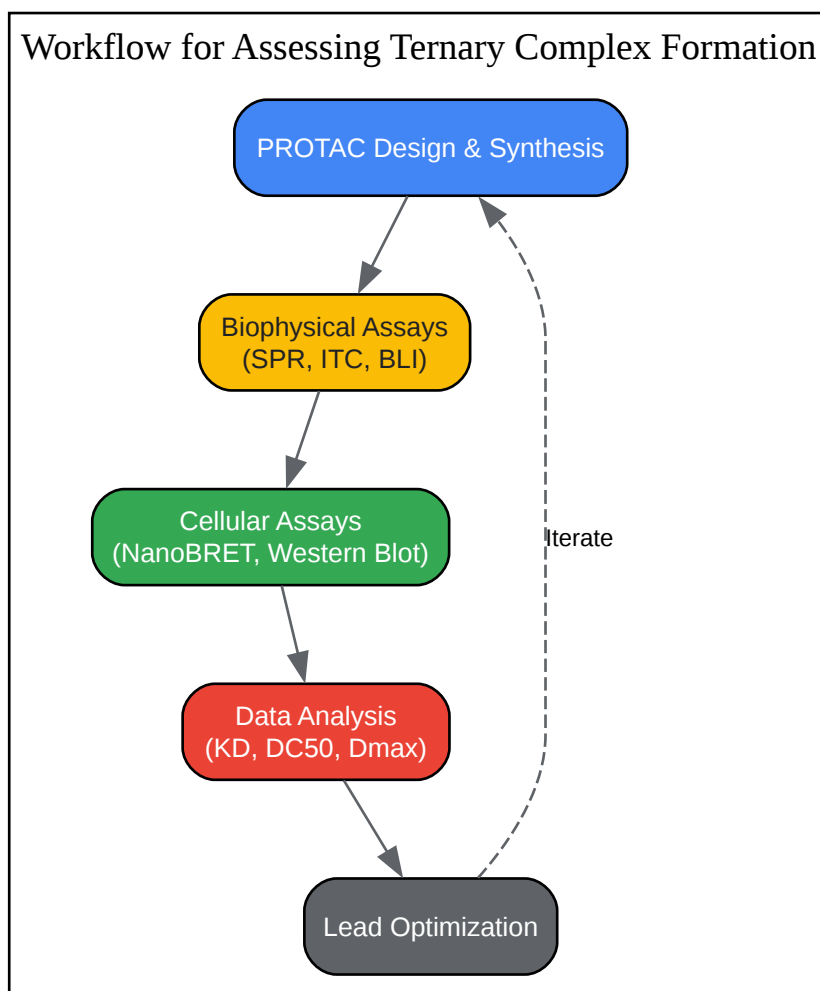 Workflow for Assessing Ternary Complex Formation
PROTAC Design & Synthesis
Biophysical Assays
(SPR, ITC, BLI)
Cellular Assays
(NanoBRET, Western Blot)
Iterate
Data Analysis
(KD, DC50, Dmax)
Lead Optimization